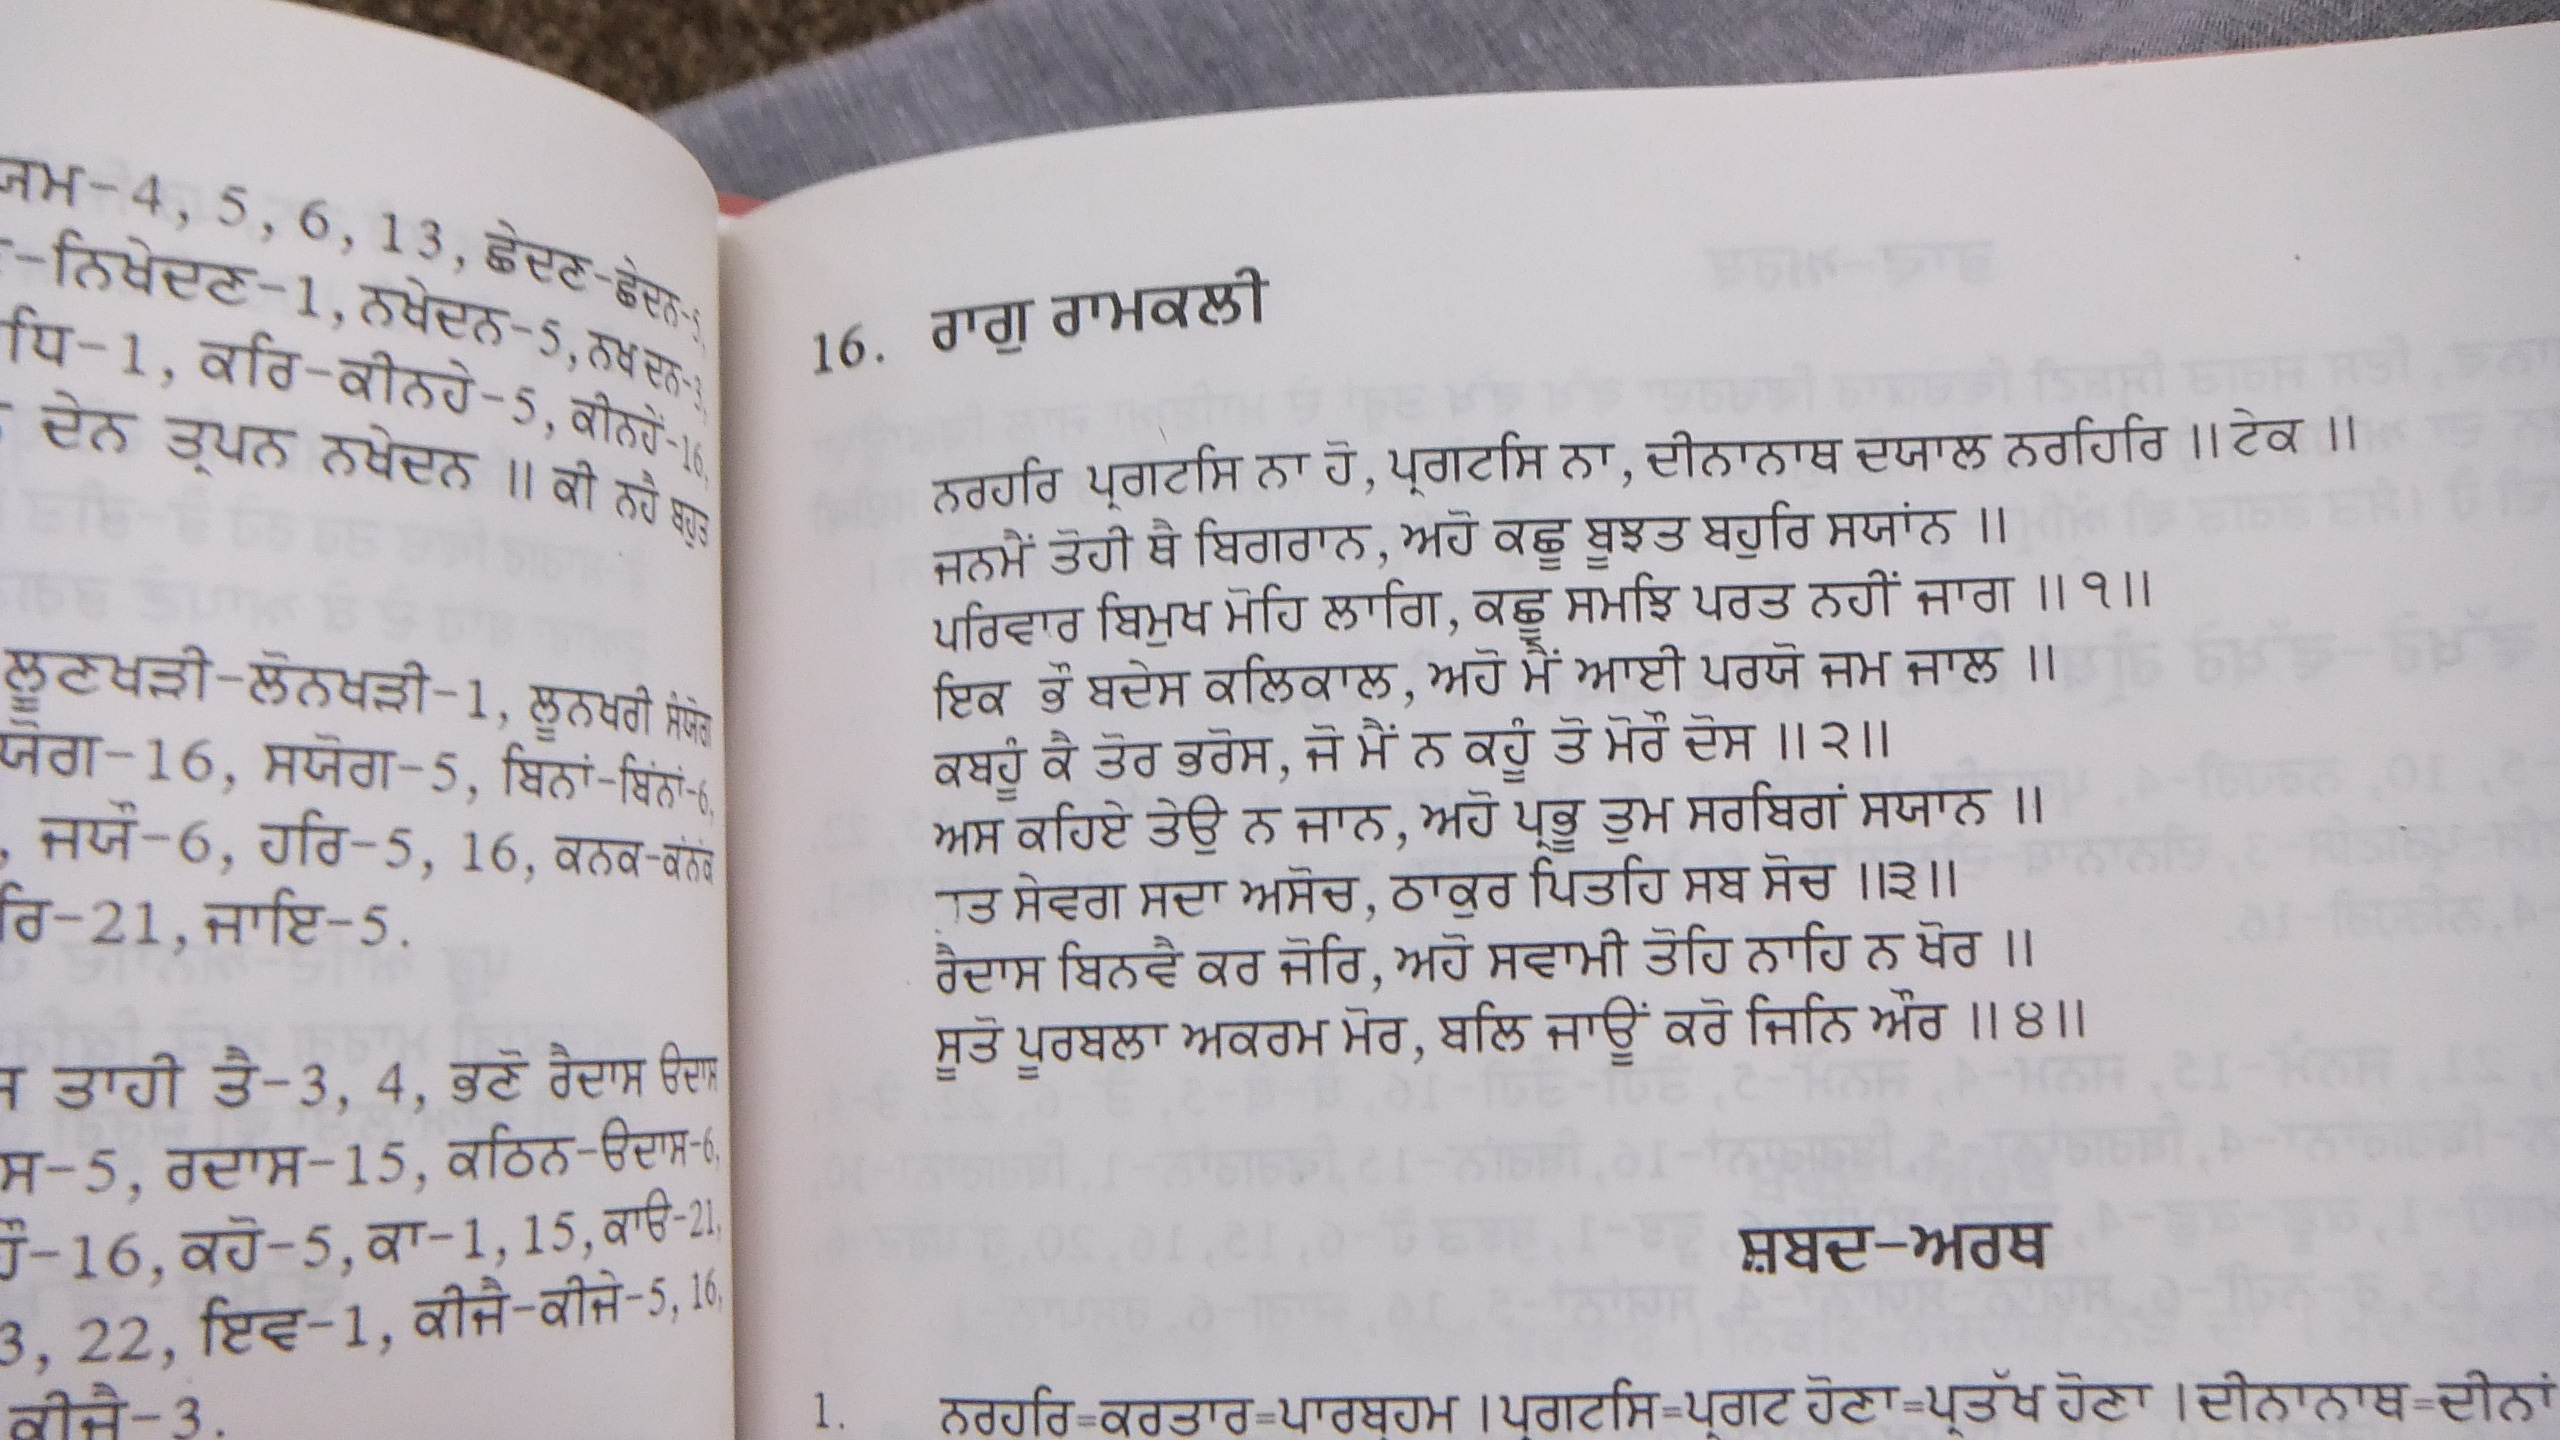 ਯਮ-4, 5, 6, 13, ਛੇਦਣ-ਛੇਦਨ-5,
-ਨਿਖੇਦਣ-1, ਨਖੇਦਨ-5, ਨਖਦਨ-3,
ਧਿ-1, ਕਰਿ-ਕੀਨਹੇ-5, ਕੀਨਹੇਂ-16,
ਦੇਨ ਤ੍ਰਪਨ ਨਖੇਦਨ ॥ ਕੀ ਨਹੈ ਬਹੁਤ
ਲੂਣਖੜੀ-ਲੋਨਖੜੀ-1, ਲੂਨਖਰੀ ਸੰਯੋਗ
ਯੋਗ-16, ਸਯੋਗ-5, ਬਿਨਾਂ-ਬਿੰਨਾਂ-6,
, ਜਯੌ-6, ਹਰਿ-5, 16, ਕਨਕ-ਕੰਨਕ
ਰਿ-21, ਜਾਇ-5.
ਤਾਹੀ ਤੈ-3, 4, ਭਣੋ ਰੈਦਾਸ ੳਦਾਸ
ਸ-5, ਰਦਾਸ-15, ਕਠਿਨ-ੳਦਾਸ-6,
-16, ਕਹੋ-5, ਕਾ-1, 15, ਕਾੳ-21,
3, 22, ਇਵ-1, ਕੀਜੈ-ਕੀਜੇ-5, 16,
ਕੀਜੈ-3.
16. ਰਾਗੁ ਰਾਮਕਲੀ
ਨਰਹਰਿ ਪ੍ਰਗਟਸਿ ਨਾ ਹੋ, ਪ੍ਰਗਟਸਿ ਨਾ, ਦੀਨਾਨਾਥ ਦਯਾਲ ਨਰਹਿਰਿ ॥ ਟੇਕ ॥
ਜਨਮੈਂ ਤੋਹੀ ਥੈ ਬਿਗਰਾਨ, ਅਹੋ ਕਛੂ ਬੂਝਤ ਬਹੁਰਿ ਸਯਾਂਨ ॥
ਪਰਿਵਾਰ ਬਿਮੁਖ ਮੋਹਿ ਲਾਗਿ, ਕਛੂ ਸਮਝਿ ਪਰਤ ਨਹੀਂ ਜਾਗ ॥ ੧ ॥
ਇਕ ਭੌ ਬਦੇਸ ਕਲਿਕਾਲ, ਅਹੋ ਮੈਂ ਆਈ ਪਰਯੋ ਜਮ ਜਾਲ ॥
ਕਬਹੂੰ ਕੈ ਤੋਰ ਭਰੋਸ, ਜੋ ਮੈਂ ਨ ਕਹੂੰ ਤੋ ਮੋਰੌ ਦੋਸ ॥ ੨॥
ਅਸ ਕਹਿਏ ਤੇਉ ਨ ਜਾਨ, ਅਹੋ ਪ੍ਰਭੂ ਤੁਮ ਸਰਬਿਗਂ ਸਯਾਨ ॥
ਾਤ ਸੇਵਗ ਸਦਾ ਅਸੋਚ, ਠਾਕੁਰ ਪਿਤਹਿ ਸਬ ਸੋਚ ॥੩॥
ਰੈਦਾਸ ਬਿਨਵੈ ਕਰ ਜੋਰਿ, ਅਹੋ ਸਵਾਮੀ ਤੋਹਿ ਨਾਹਿ ਨ ਖੋਰ ॥
ਸੂਤੋ ਪੂਰਬਲਾ ਅਕਰਮ ਮੋਰ, ਬਲਿ ਜਾਊਂ ਕਰੋ ਜਿਨਿ ਔਰ ॥ ੪॥
ਸ਼ਬਦ-ਅਰਥ
1. ਨਰਹਰਿ=ਕਰਤਾਰ=ਪਾਰਬ੍ਰਹਮ । ਪ੍ਰਗਟਸਿ=ਪ੍ਰਗਟ ਹੋਣਾ=ਪ੍ਰਤੱਖ ਹੋਣਾ । ਦੀਨਾਨਾਥ=ਦੀਨਾਂ